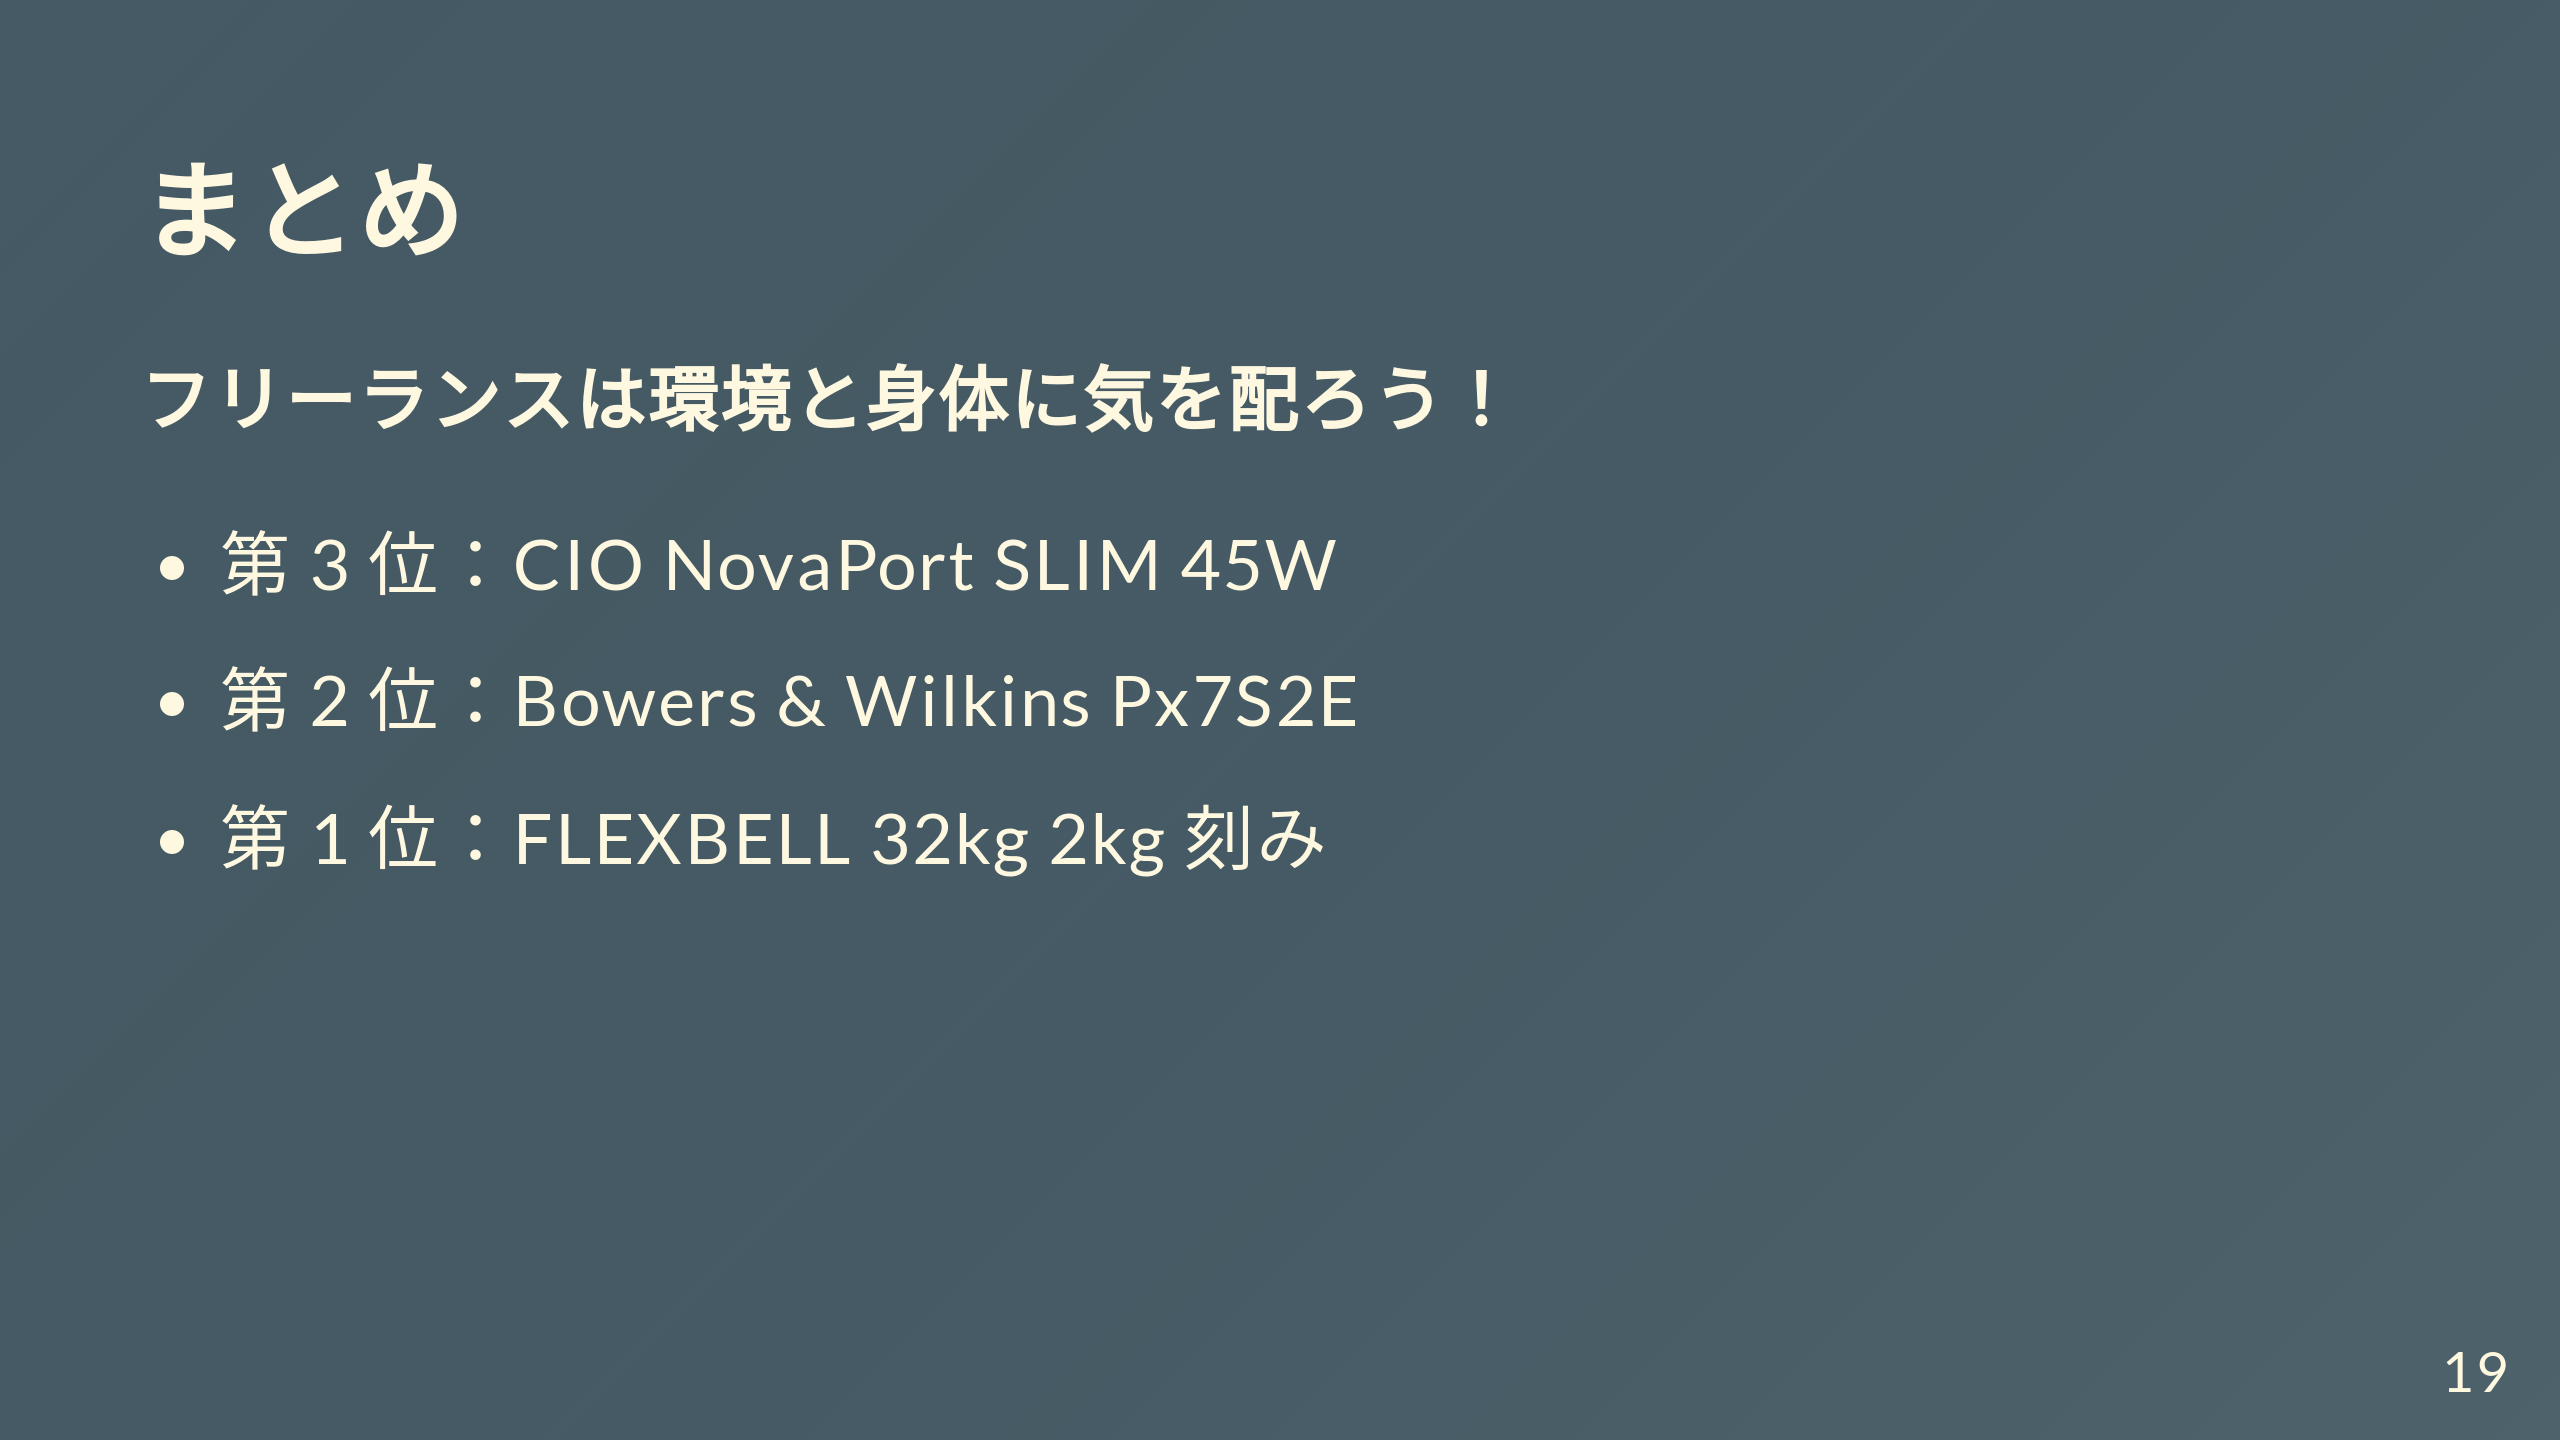 まとめ
フリーランスは環境と身体に気を配ろう！
• 第 3 位：CIO NovaPort SLIM 45W
• 第 2 位：Bowers & Wilkins Px7S2E
• 第 1 位：FLEXBELL 32kg 2kg 刻み
19